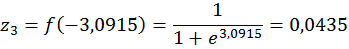 z₃ = f(−3,0915) = 1 / (1 + e^{3,0915}) = 0,0435